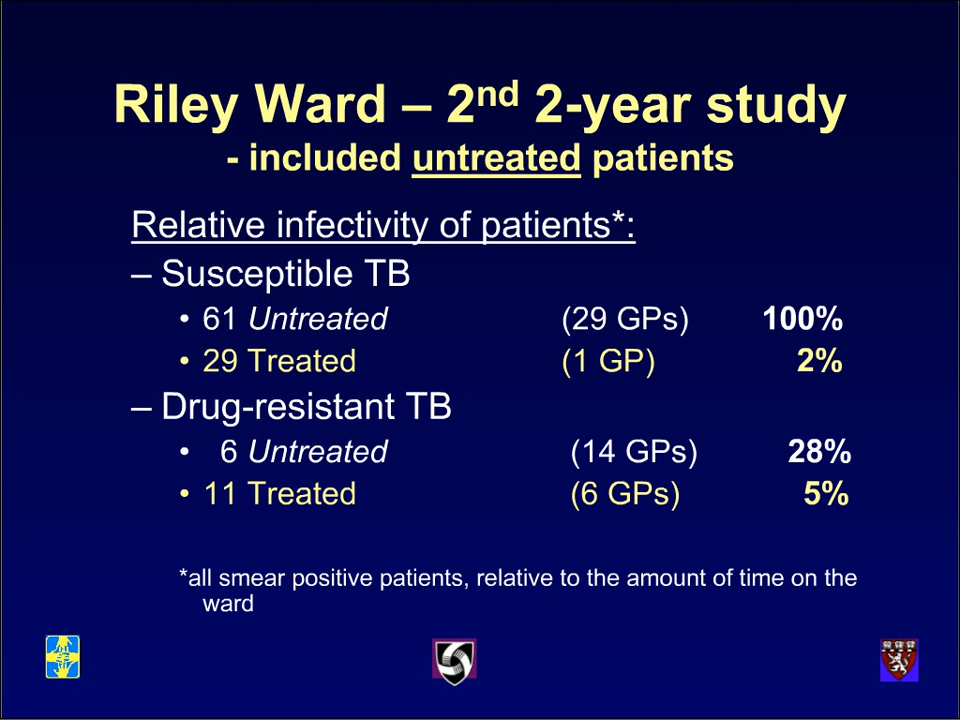 Riley Ward – 2nd 2-year study
- included untreated patients
Relative infectivity of patients*:
– Susceptible TB
• 61 Untreated (29 GPs) 100%
• 29 Treated (1 GP) 2%
– Drug-resistant TB
• 6 Untreated (14 GPs) 28%
• 11 Treated (6 GPs) 5%
*all smear positive patients, relative to the amount of time on the
ward